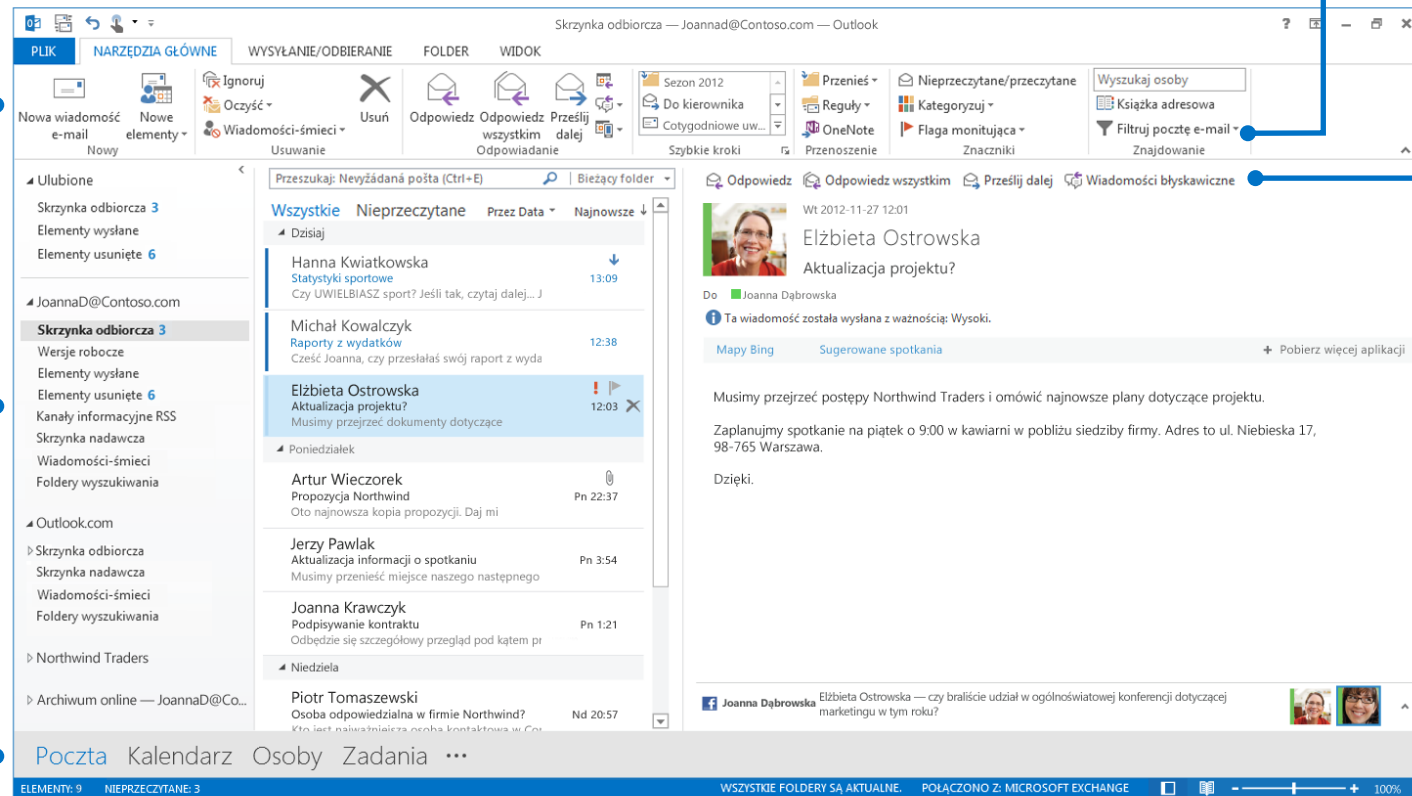 Skrzynka odbiorcza — Joannad@Contoso.com — Outlook
?
PLIK NARZĘDZIA GŁÓWNE WYSYŁANIE/ODBIERANIE FOLDER WIDOK
Nowa wiadomość e-mail
Nowe elementy
Nowy
Ignoruj
Oczyść
Wiadomości-śmieci
Usuń
Usuwanie
Odpowiedz
Odpowiedz wszystkim
Prześlij dalej
Odpowiadanie
Sezon 2012
Do kierownika
Cotygodniowe uw...
Szybkie kroki
Przenieś
Reguły
OneNote
Przenoszenie
Nieprzeczytane/przeczytane
Kategoryzuj
Flaga monitująca
Znaczniki
Wyszukaj osoby
Książka adresowa
Filtruj pocztę e-mail
Znajdowanie
Ulubione
Skrzynka odbiorcza 3
Elementy wysłane
Elementy usunięte 6
JoannaD@Contoso.com
Skrzynka odbiorcza 3
Wersje robocze
Elementy wysłane
Elementy usunięte 6
Kanały informacyjne RSS
Skrzynka nadawcza
Wiadomości-śmieci
Foldery wyszukiwania
Outlook.com
Skrzynka odbiorcza
Skrzynka nadawcza
Wiadomości-śmieci
Foldery wyszukiwania
Northwind Traders
Archiwum online — JoannaD@Co...
Przeszukaj: Nevyžádaná pošta (Ctrl+E) Bieżący folder
Wszystkie Nieprzeczytane Przez Data Najnowsze
Dzisiaj
Hanna Kwiatkowska
Statystyki sportowe 13:09
Czy UWIELBIASZ sport? Jeśli tak, czytaj dalej... J
Michał Kowalczyk
Raporty z wydatków 12:38
Cześć Joanna, czy przesłałaś swój raport z wyda
Elżbieta Ostrowska
Aktualizacja projektu? 12:03
Musimy przejrzeć dokumenty dotyczące
Poniedziałek
Artur Wieczorek
Propozycja Northwind Pn 22:37
Oto najnowsza kopia propozycji. Daj mi
Jerzy Pawlak
Aktualizacja informacji o spotkaniu Pn 3:54
Musimy przenieść miejsce naszego następnego
Joanna Krawczyk
Podpisywanie kontraktu Pn 1:21
Odbędzie się szczegółowy przegląd pod kątem pr
Niedziela
Piotr Tomaszewski
Osoba odpowiedzialna w firmie Northwind? Nd 20:57
Kto jest najważniejszą osobą kontaktową w Con
Odpowiedz Odpowiedz wszystkim Prześlij dalej Wiadomości błyskawiczne
Wt 2012-11-27 12:01
Elżbieta Ostrowska
Aktualizacja projektu?
Do Joanna Dąbrowska
Ta wiadomość została wysłana z ważnością: Wysoki.
Mapy Bing Sugerowane spotkania + Pobierz więcej aplikacji
Musimy przejrzeć postępy Northwind Traders i omówić najnowsze plany dotyczące projektu.
Zaplanujmy spotkanie na piątek o 9:00 w kawiarni w pobliżu siedziby firmy. Adres to ul. Niebieska 17,
98-765 Warszawa.
Dzięki.
Joanna Dąbrowska Elżbieta Ostrowska — czy braliście udział w ogólnoświatowej konferencji dotyczącej
marketingu w tym roku?
Poczta Kalendarz Osoby Zadania •••
ELEMENTY: 9 NIEPRZECZYTANE: 3 WSZYSTKIE FOLDERY SĄ AKTUALNE. POŁĄCZONO Z: MICROSOFT EXCHANGE 100%